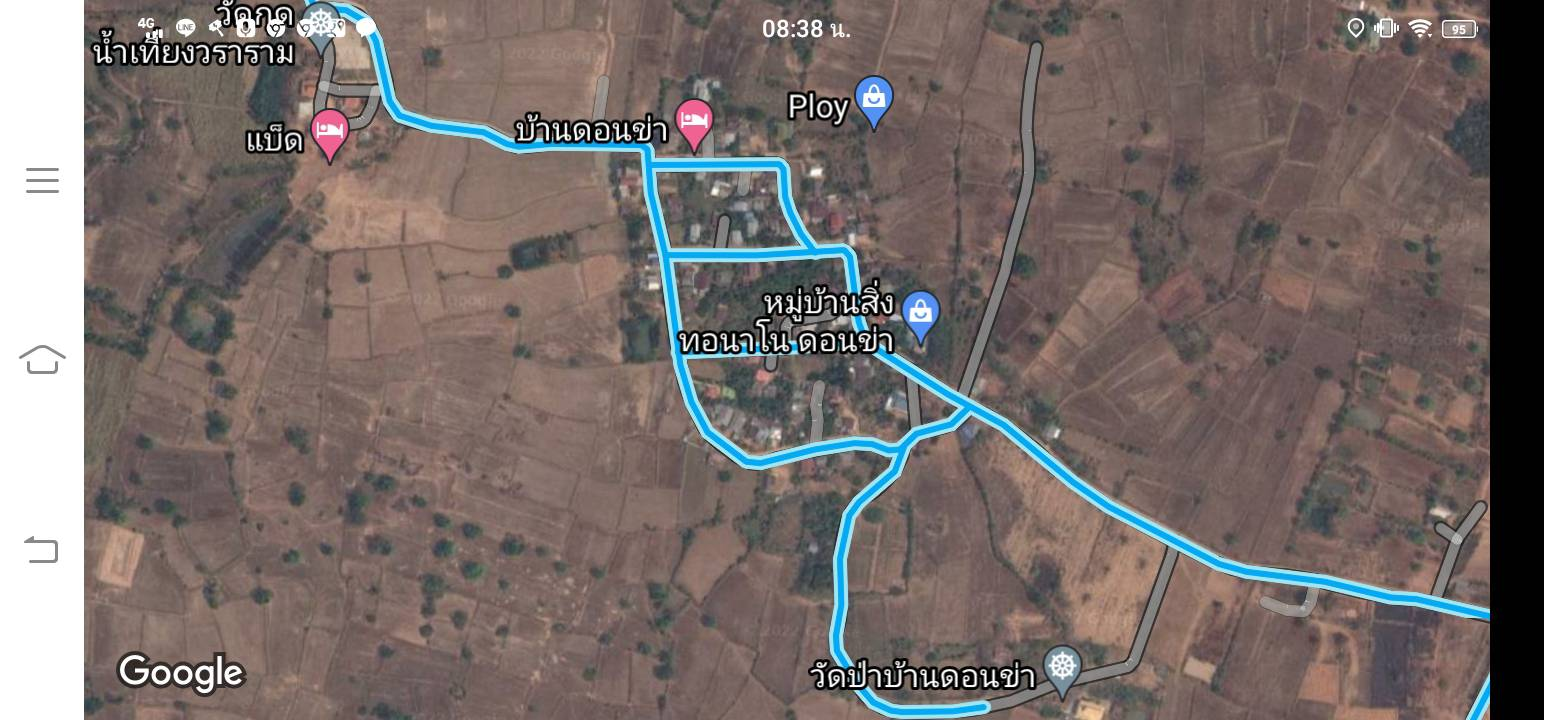 4G
08:38 น.
95
วัดกุด
น้ำเที่ยงวราราม
แบ็ด
บ้านดอนข่า
Ploy
หมู่บ้านสิ่ง
ทอนาโน ดอนข่า
วัดป่าบ้านดอนข่า
Google